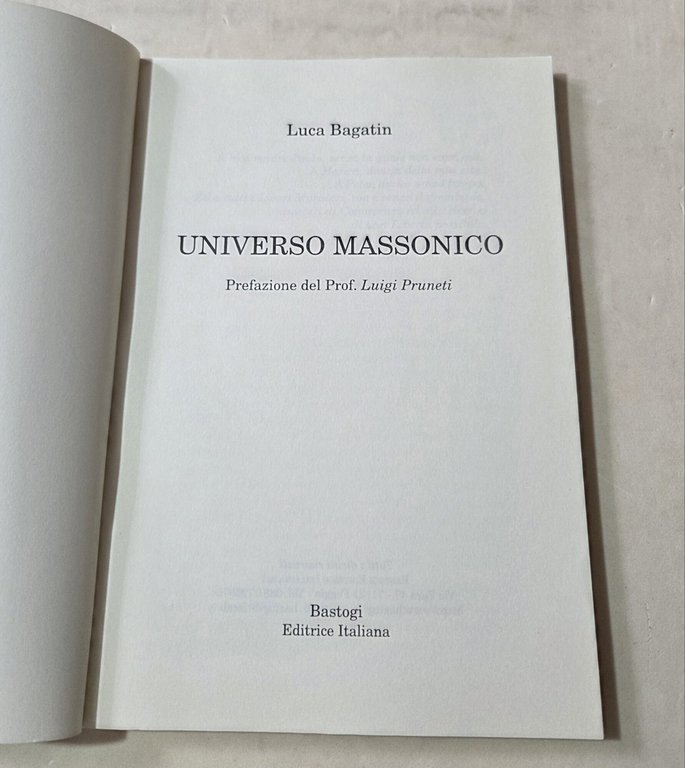 Luca Bagatin
UNIVERSO MASSONICO
Prefazione del Prof. Luigi Pruneti
Bastogi
Editrice Italiana